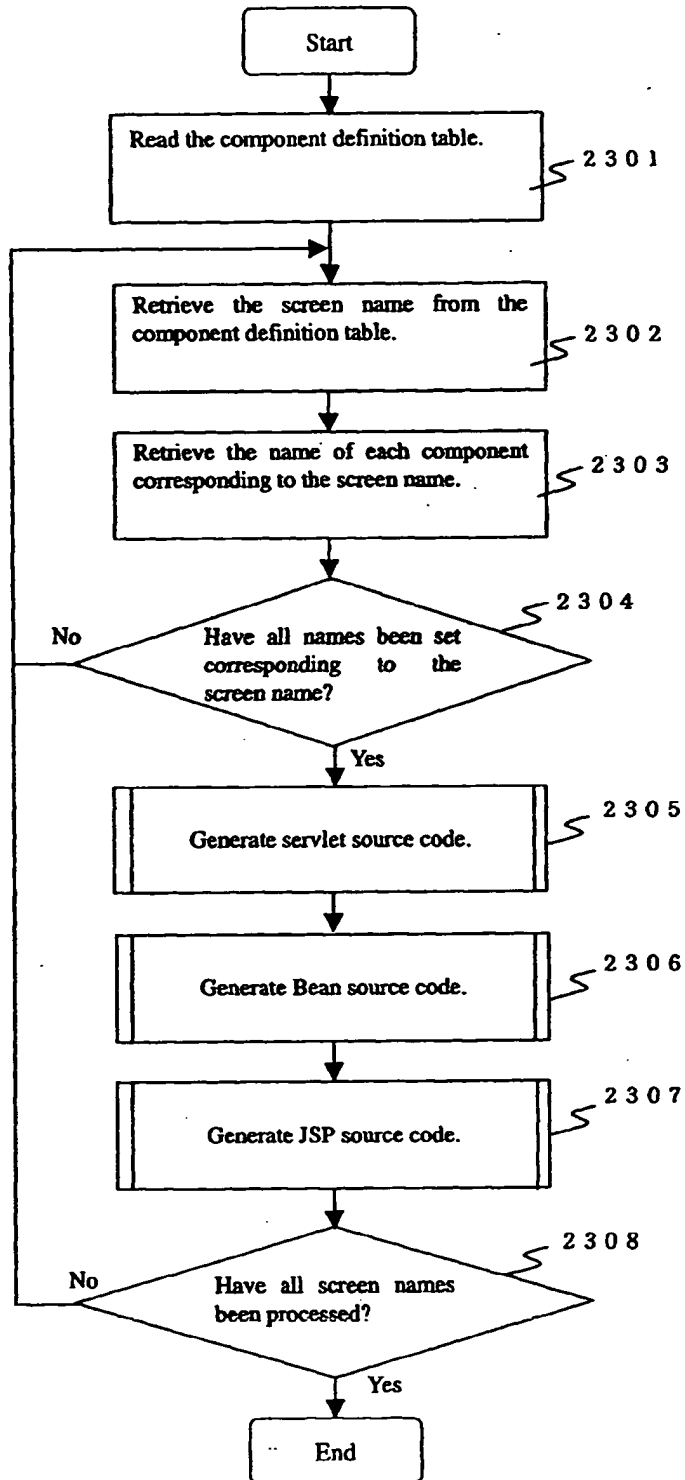 Start
Read the component definition table.
2301
Retrieve the screen name from the
component definition table.
2302
Retrieve the name of each component
corresponding to the screen name.
2303
2304
No
Have all names been set
corresponding to the
screen name?
Yes
Generate servlet source code.
2305
Generate Bean source code.
2306
Generate JSP source code.
2307
2308
No
Have all screen names
been processed?
Yes
End